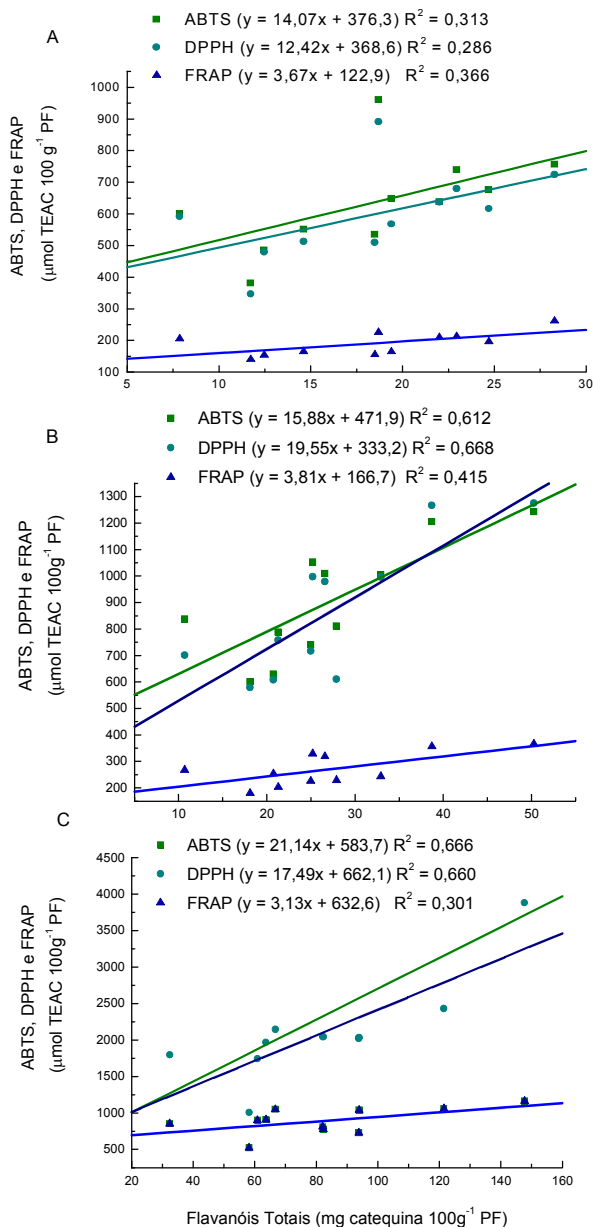 A
ABTS (y = 14,07x + 376,3) R² = 0,313
DPPH (y = 12,42x + 368,6) R² = 0,286
FRAP (y = 3,67x + 122,9) R² = 0,366
ABTS, DPPH e FRAP
(μmol TEAC 100 g⁻¹ PF)
1000
900
800
700
600
500
400
300
200
100
5 10 15 20 25 30
B
ABTS (y = 15,88x + 471,9) R² = 0,612
DPPH (y = 19,55x + 333,2) R² = 0,668
FRAP (y = 3,81x + 166,7) R² = 0,415
ABTS, DPPH e FRAP
(μmol TEAC 100g⁻¹ PF)
1300
1200
1100
1000
900
800
700
600
500
400
300
200
10 20 30 40 50
C
ABTS (y = 21,14x + 583,7) R² = 0,666
DPPH (y = 17,49x + 662,1) R² = 0,660
FRAP (y = 3,13x + 632,6) R² = 0,301
ABTS, DPPH e FRAP
(μmol TEAC 100g⁻¹ PF)
4500
4000
3500
3000
2500
2000
1500
1000
500
20 40 60 80 100 120 140 160
Flavanóis Totais (mg catequina 100g⁻¹ PF)